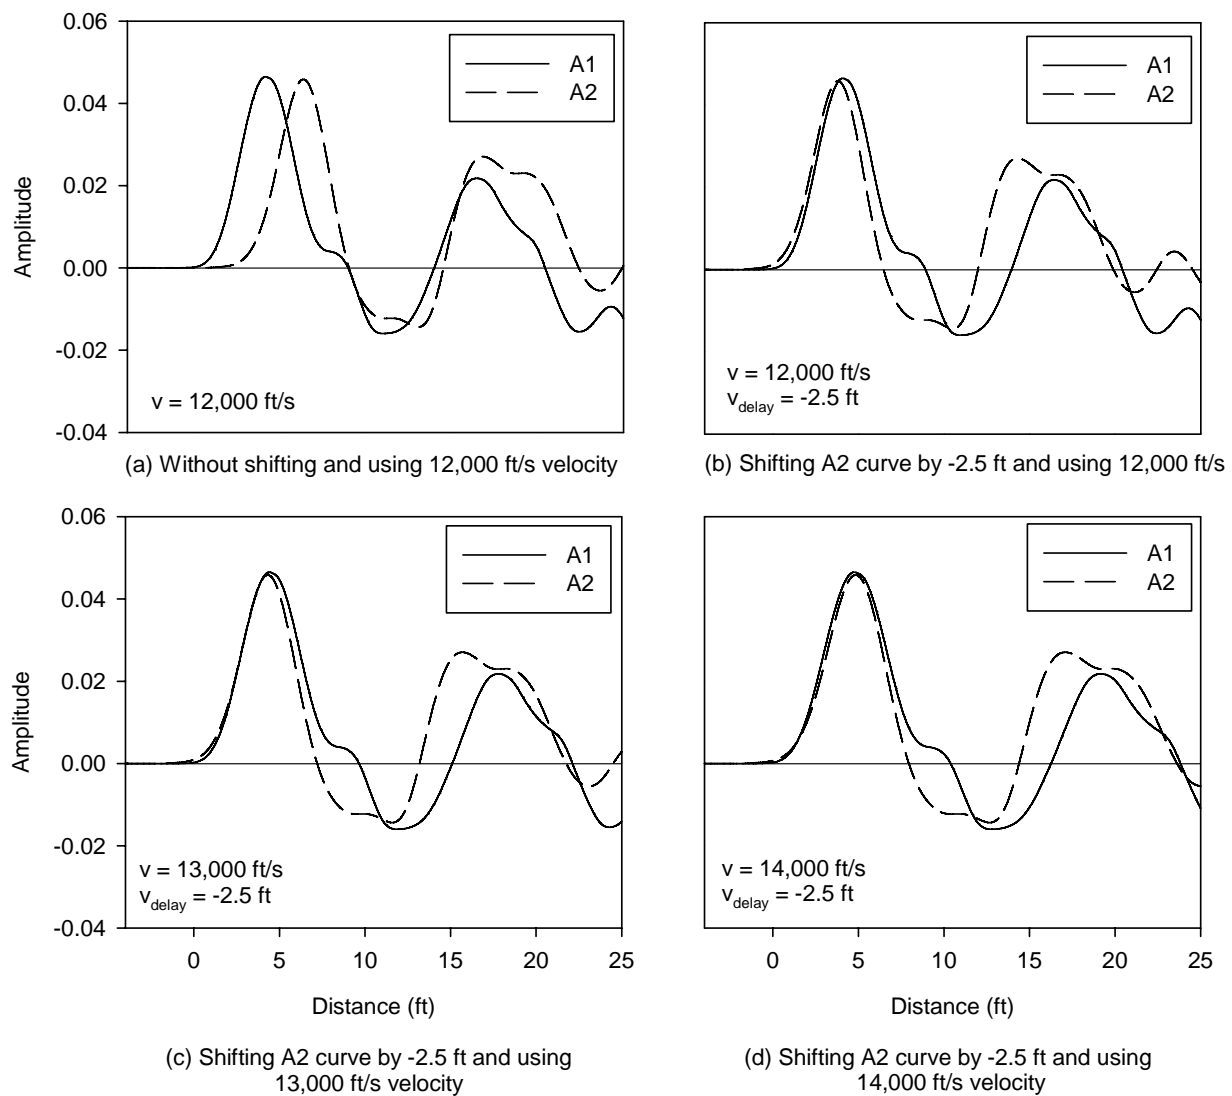 0.06
0.04
0.02
0.00
-0.02
-0.04
Amplitude
A1
A2
v = 12,000 ft/s
(a) Without shifting and using 12,000 ft/s velocity
A1
A2
v = 12,000 ft/s
vdelay = -2.5 ft
(b) Shifting A2 curve by -2.5 ft and using 12,000 ft/s
0.06
0.04
0.02
0.00
-0.02
-0.04
Amplitude
A1
A2
v = 13,000 ft/s
vdelay = -2.5 ft
0 5 10 15 20 25
Distance (ft)
(c) Shifting A2 curve by -2.5 ft and using
13,000 ft/s velocity
A1
A2
v = 14,000 ft/s
vdelay = -2.5 ft
0 5 10 15 20 25
Distance (ft)
(d) Shifting A2 curve by -2.5 ft and using
14,000 ft/s velocity